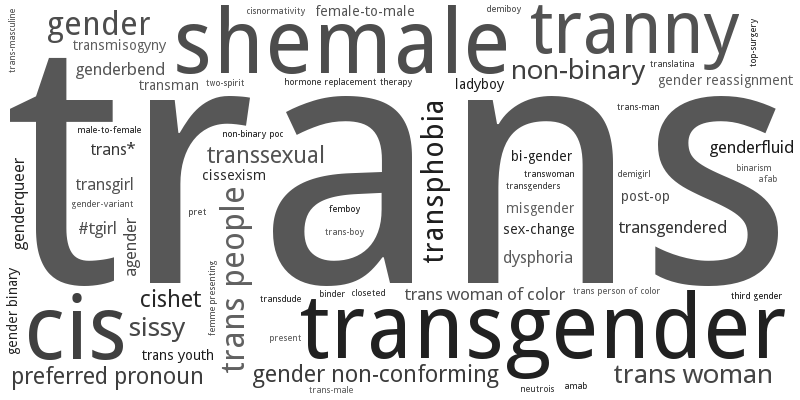 trans-masculine
cisnormativity
female-to-male
demiboy
gender
shemale
tranny
top-surgery
transmisogyny
genderbend
transman
two-spirit
hormone replacement therapy
ladyboy
non-binary
translatina
gender reassignment
trans
male-to-female
non-binary poc
trans-man
trans*
transsexual
transphobia
bi-gender
genderfluid
genderqueer
transgirl
cissexism
transwoman
transgenders
demigirl
binarism
afab
gender-variant
pret
femboy
misgender
post-op
#tgirl
agender
trans people
trans-boy
sex-change
transgendered
dysphoria
gender binary
femme presenting
cis
cishet
transdude
binder
closeted
trans woman of color
trans person of color
third gender
sissy
present
transgender
trans youth
preferred pronoun
gender non-conforming
trans woman
trans-male
neutrois
amab